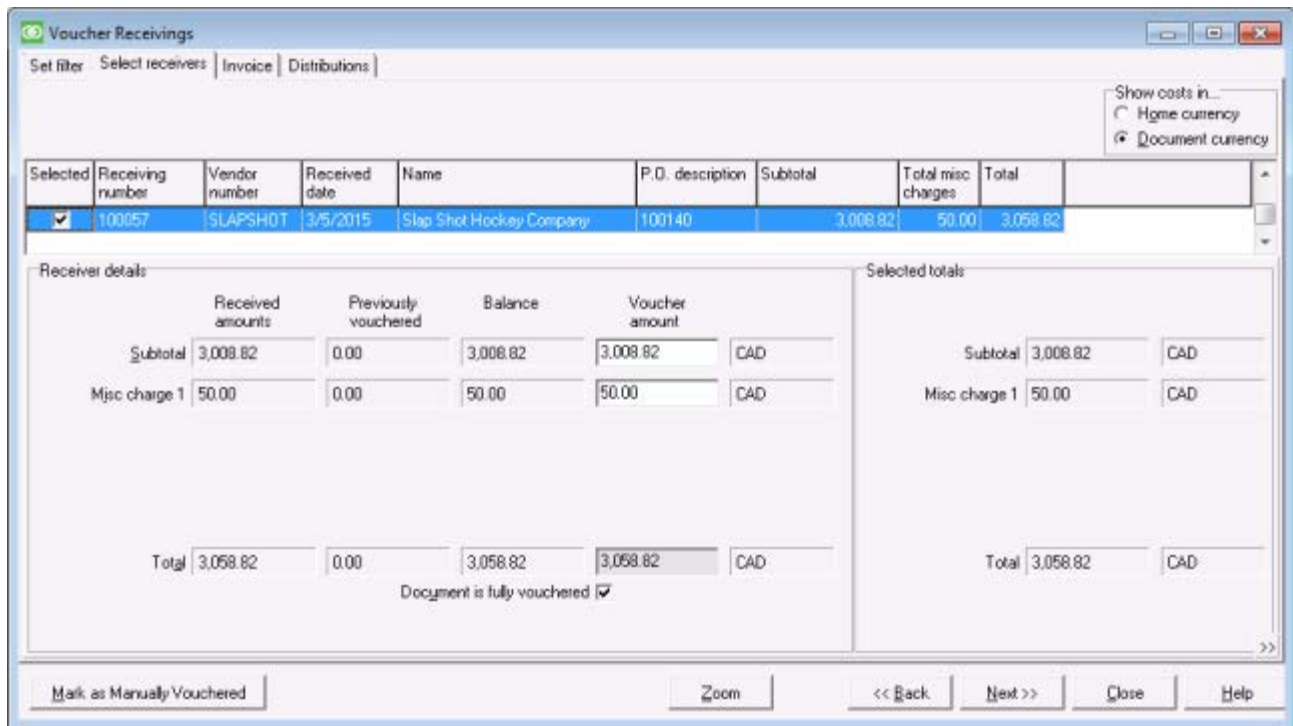 Voucher Receivings
Set filter Select receivers Invoice Distributions
Show costs in...
Home currency
Document currency
Selected Receiving number Vendor number Received date Name P.O. description Subtotal Total misc charges Total
100057 SLAPSHOT 3/5/2015 Slap Shot Hockey Company 100140 3,008.82 50.00 3,058.82
Receiver details Selected totals
Received amounts Previously vouchered Balance Voucher amount
Subtotal 3,008.82 0.00 3,008.82 3,008.82 CAD Subtotal 3,008.82 CAD
Misc charge 1 50.00 0.00 50.00 50.00 CAD Misc charge 1 50.00 CAD
Total 3,058.82 0.00 3,058.82 3,058.82 CAD Total 3,058.82 CAD
Document is fully vouchered
>>
Mark as Manually Vouchered Zoom << Back Next >> Close Help